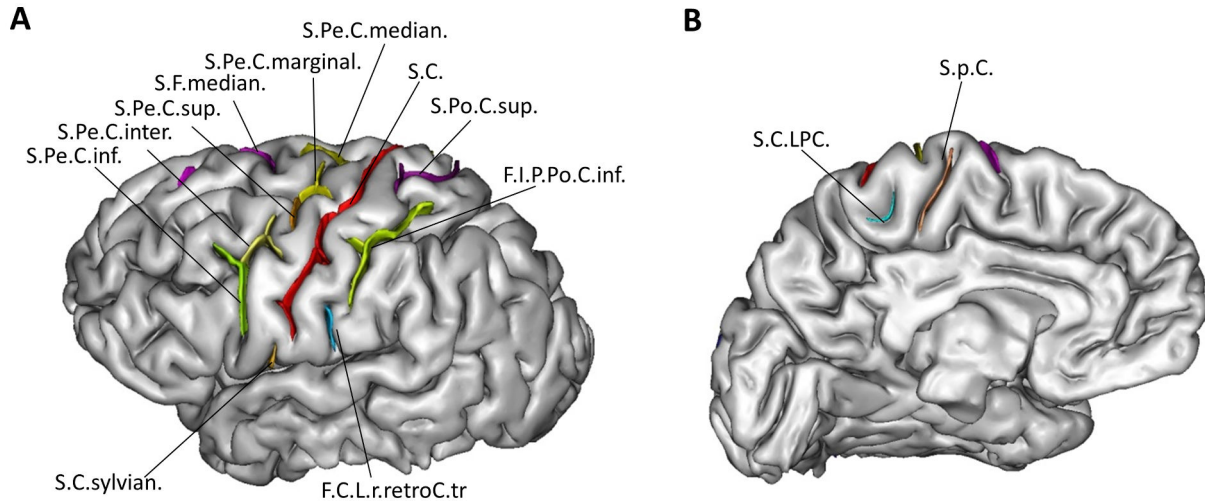 A
S.Pe.C.median.
S.Pe.C.marginal.
S.F.median.
S.C.
S.Pe.C.sup.
S.Po.C.sup.
S.Pe.C.inter.
S.Pe.C.inf.
F.I.P.Po.C.inf.
S.C.sylvian.
F.C.L.r.retroC.tr
B
S.p.C.
S.C.LPC.